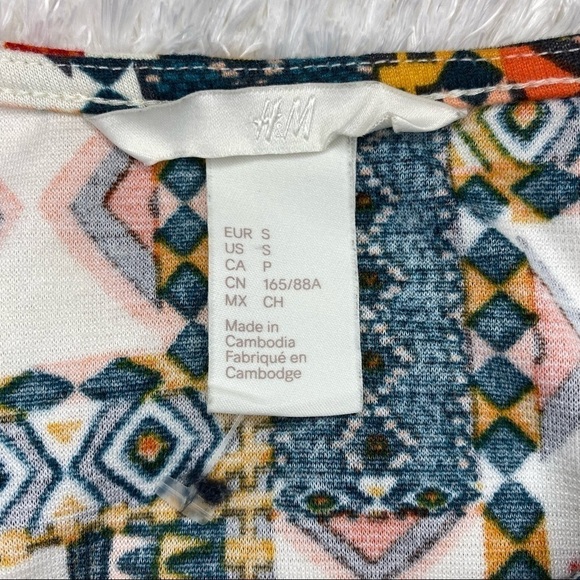 H&M
EUR S
US S
CA P
CN 165/88A
MX CH
Made in
Cambodia
Fabriqué en
Cambodge